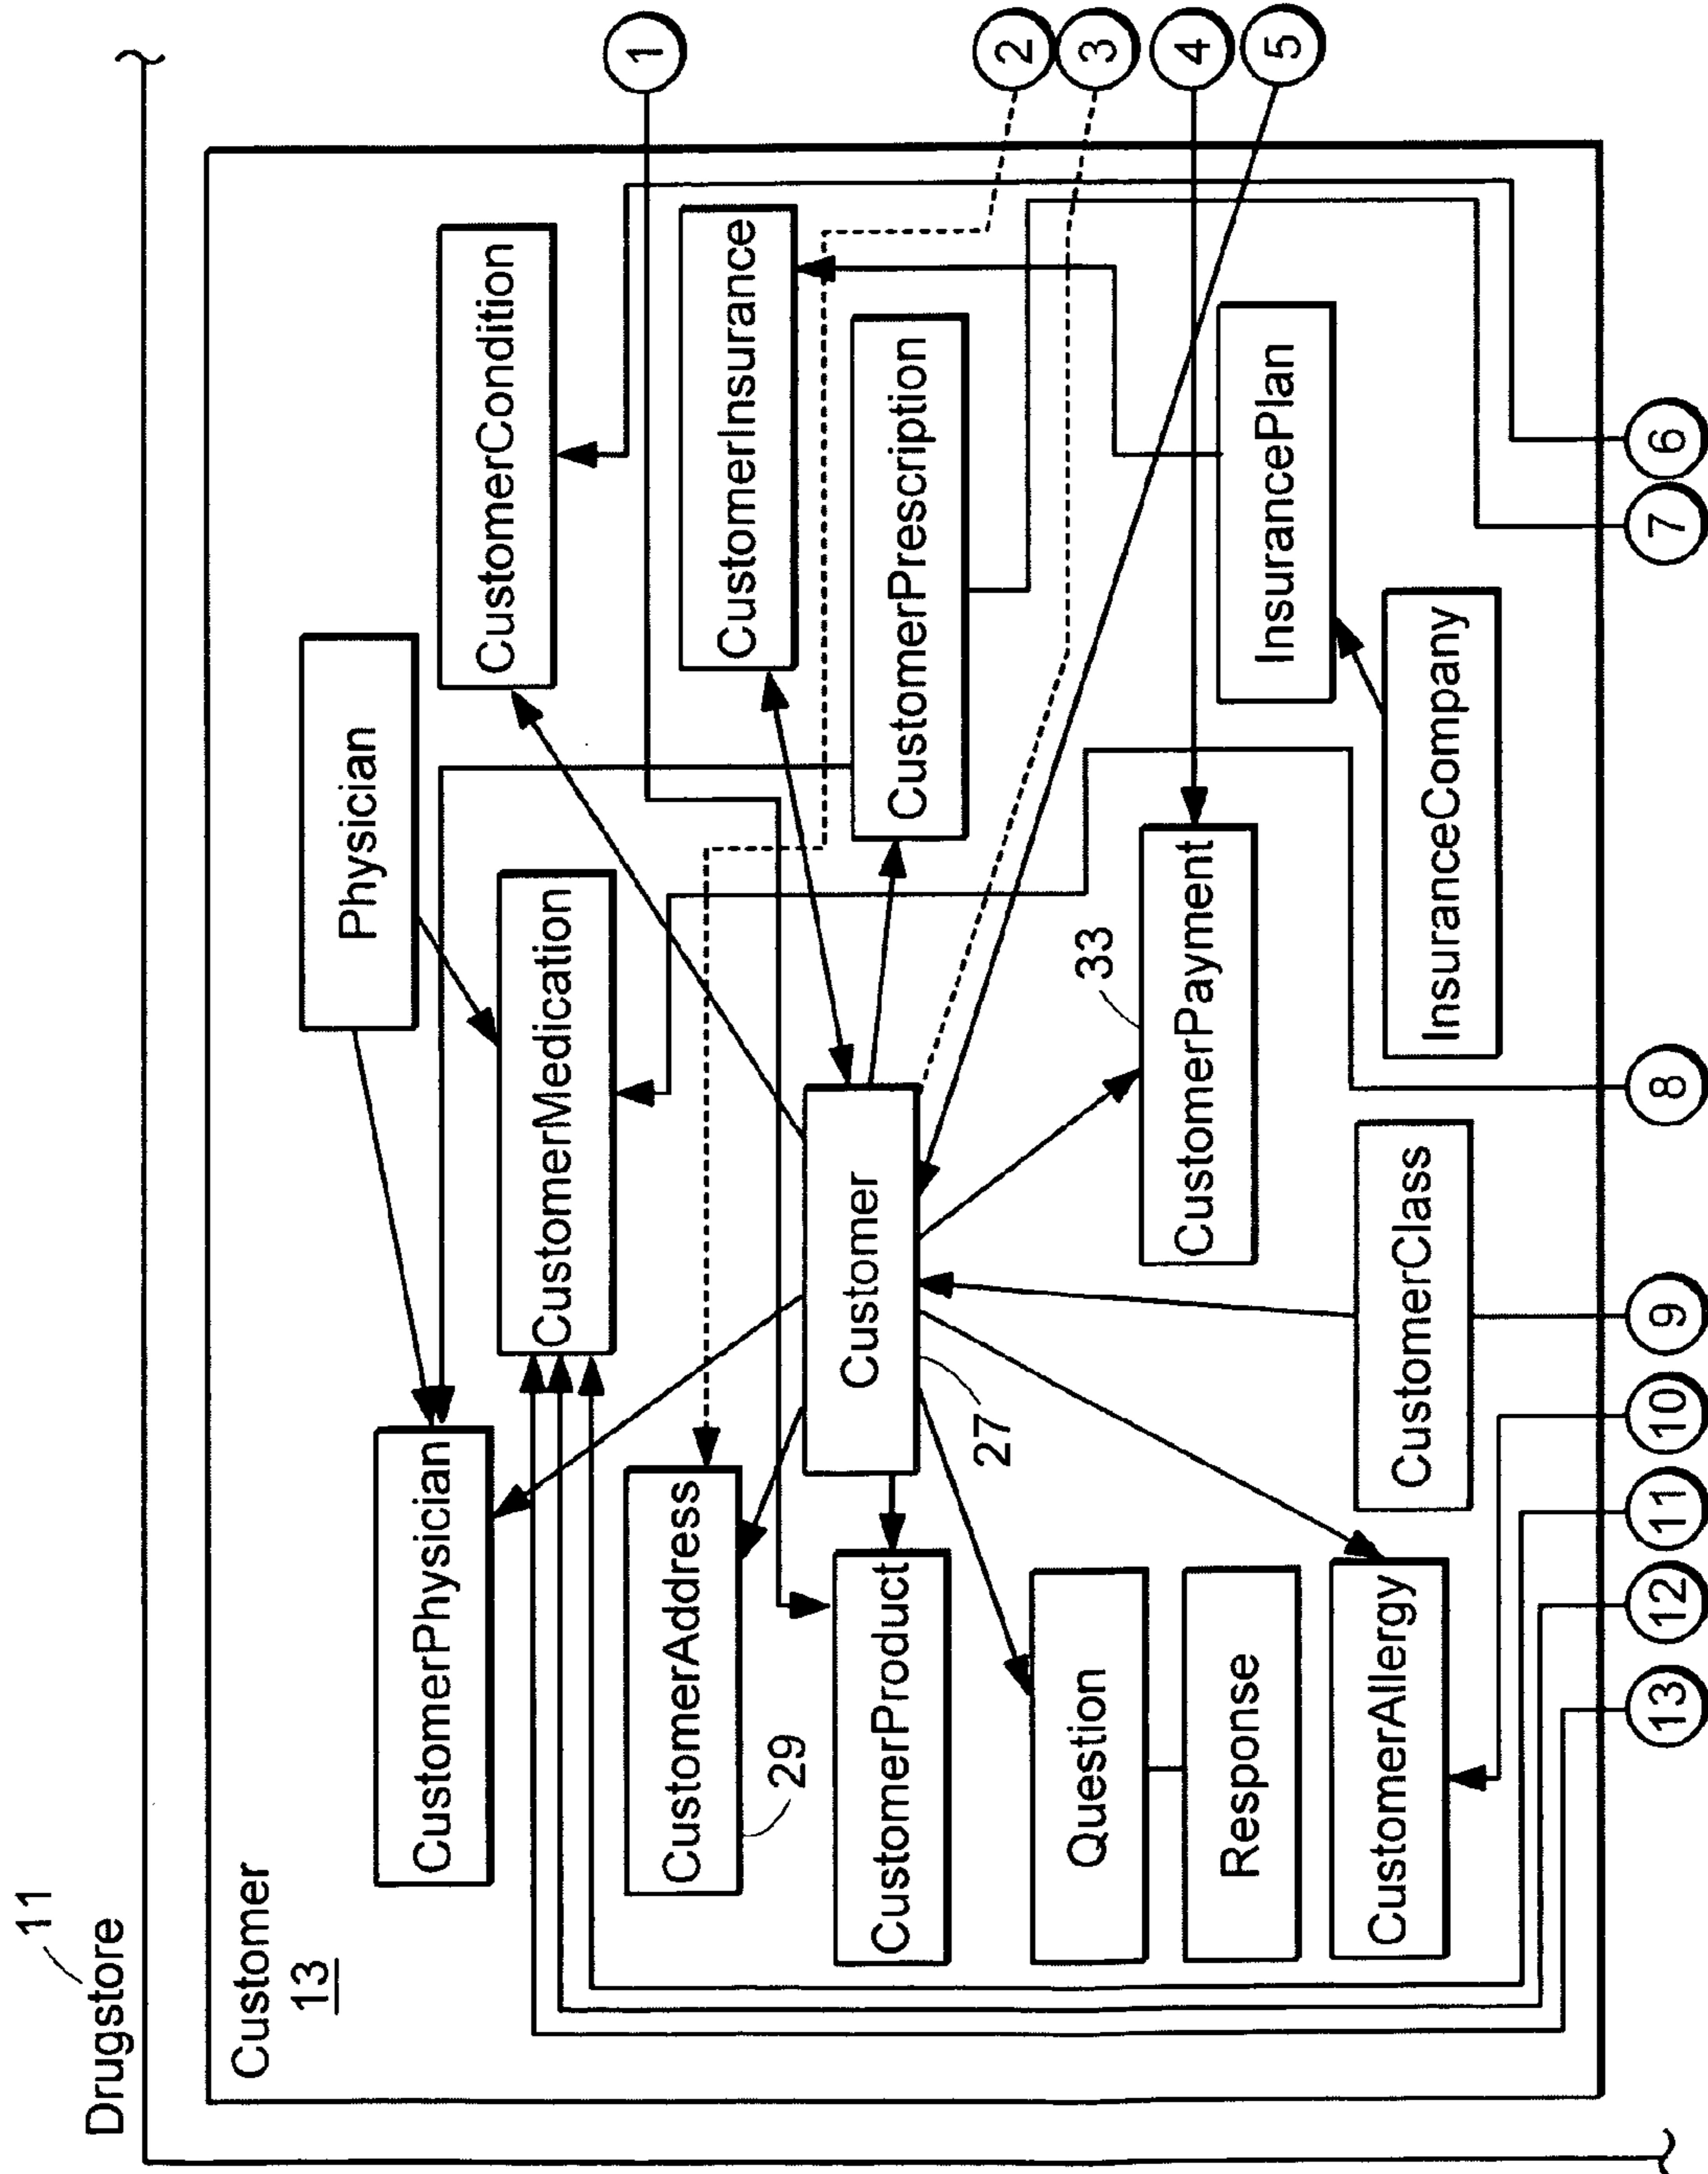 Drugstore
11
Customer
13
CustomerPhysician
Physician
CustomerMedication
CustomerCondition
CustomerAddress
29
CustomerInsurance
Customer
27
CustomerProduct
CustomerPrescription
Question
Response
33
CustomerPayment
InsurancePlan
CustomerAllergy
CustomerClass
InsuranceCompany
1
2
3
4
5
13
12
11
10
9
8
7
6